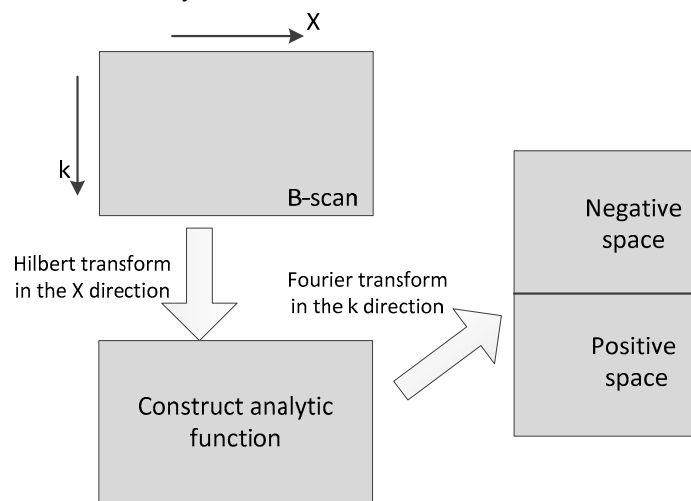 X
k
B-scan
Hilbert transform
in the X direction
Fourier transform
in the k direction
Negative
space
Positive
space
Construct analytic
function